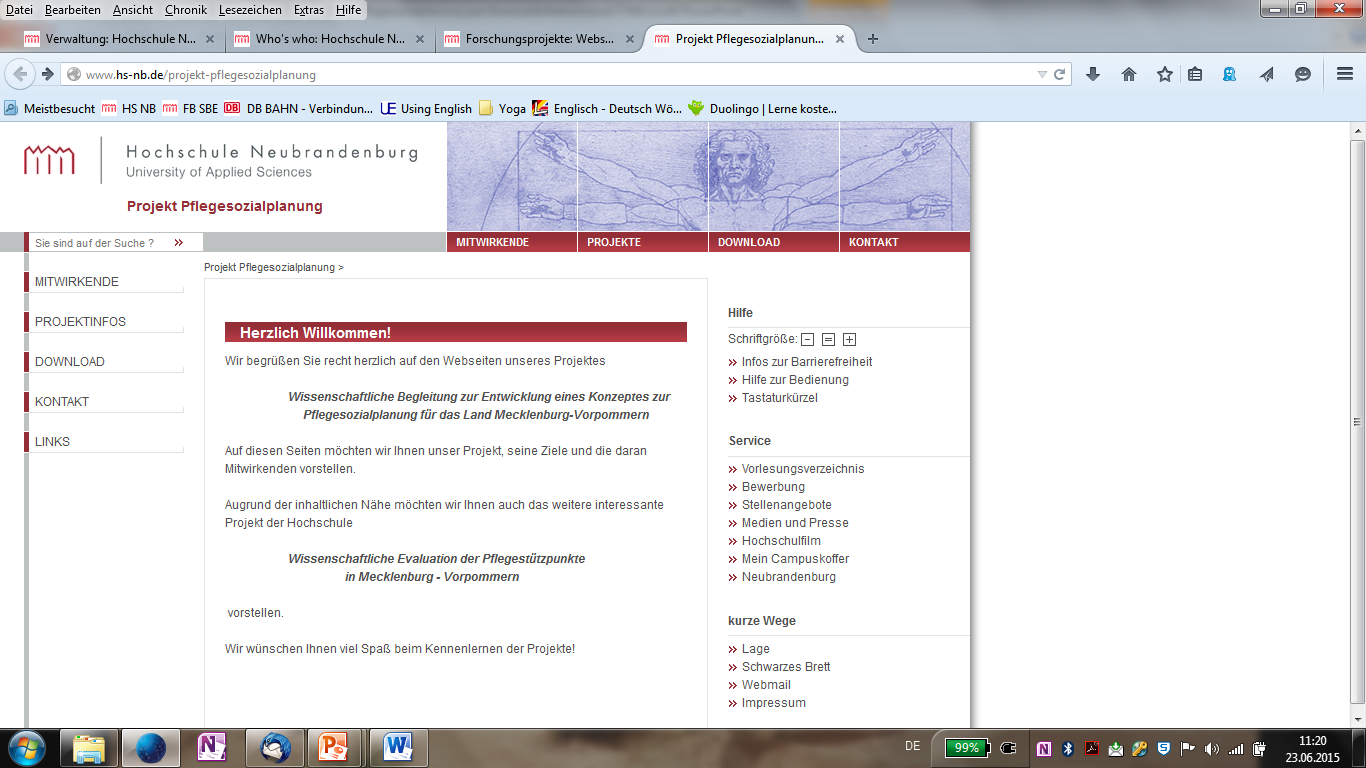 Datei Bearbeiten Ansicht Chronik Lesezeichen Extras Hilfe
Verwaltung: Hochschule N... Who's who: Hochschule N... Forschungsprojekte: Webs... Projekt Pflegesozialplanun...
www.hs-nb.de/projekt-pflegesozialplanung
Meistbesucht HS NB FB SBE DB DB BAHN - Verbindun... UE Using English Yoga Englisch - Deutsch Wö... Duolingo | Lerne koste...
Hochschule Neubrandenburg
University of Applied Sciences
Projekt Pflegesozialplanung
Sie sind auf der Suche ?
MITWIRKENDE PROJEKTE DOWNLOAD KONTAKT
MITWIRKENDE
PROJEKTINFOS
DOWNLOAD
KONTAKT
LINKS
Projekt Pflegesozialplanung >
Herzlich Willkommen!
Wir begrüßen Sie recht herzlich auf den Webseiten unseres Projektes
Wissenschaftliche Begleitung zur Entwicklung eines Konzeptes zur
Pflegesozialplanung für das Land Mecklenburg-Vorpommern
Auf diesen Seiten möchten wir Ihnen unser Projekt, seine Ziele und die daran
Mitwirkenden vorstellen.
Augrund der inhaltlichen Nähe möchten wir Ihnen auch das weitere interessante
Projekt der Hochschule
Wissenschaftliche Evaluation der Pflegestützpunkte
in Mecklenburg - Vorpommern
vorstellen.
Wir wünschen Ihnen viel Spaß beim Kennenlernen der Projekte!
Hilfe
Schriftgröße: - = +
Infos zur Barrierefreiheit
Hilfe zur Bedienung
Tastaturkürzel
Service
Vorlesungsverzeichnis
Bewerbung
Stellenangebote
Medien und Presse
Hochschulfilm
Mein Campuskoffer
Neubrandenburg
kurze Wege
Lage
Schwarzes Brett
Webmail
Impressum
DE 99% 11:20
23.06.2015